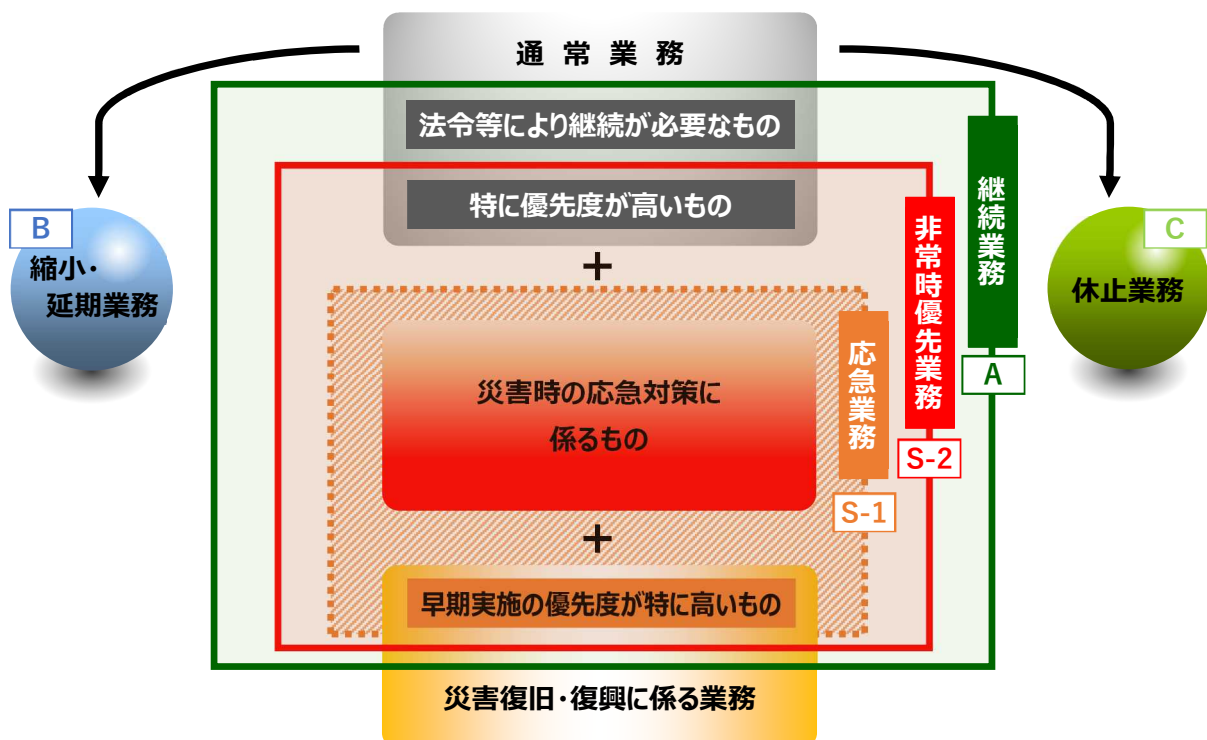 通常業務
法令等により継続が必要なもの
特に優先度が高いもの
+
災害時の応急対策に
係るもの
+
早期実施の優先度が特に高いもの
災害復旧・復興に係る業務
B
縮小・
延期業務
応急業務
S-1
非常時優先業務
S-2
継続業務
A
C
休止業務